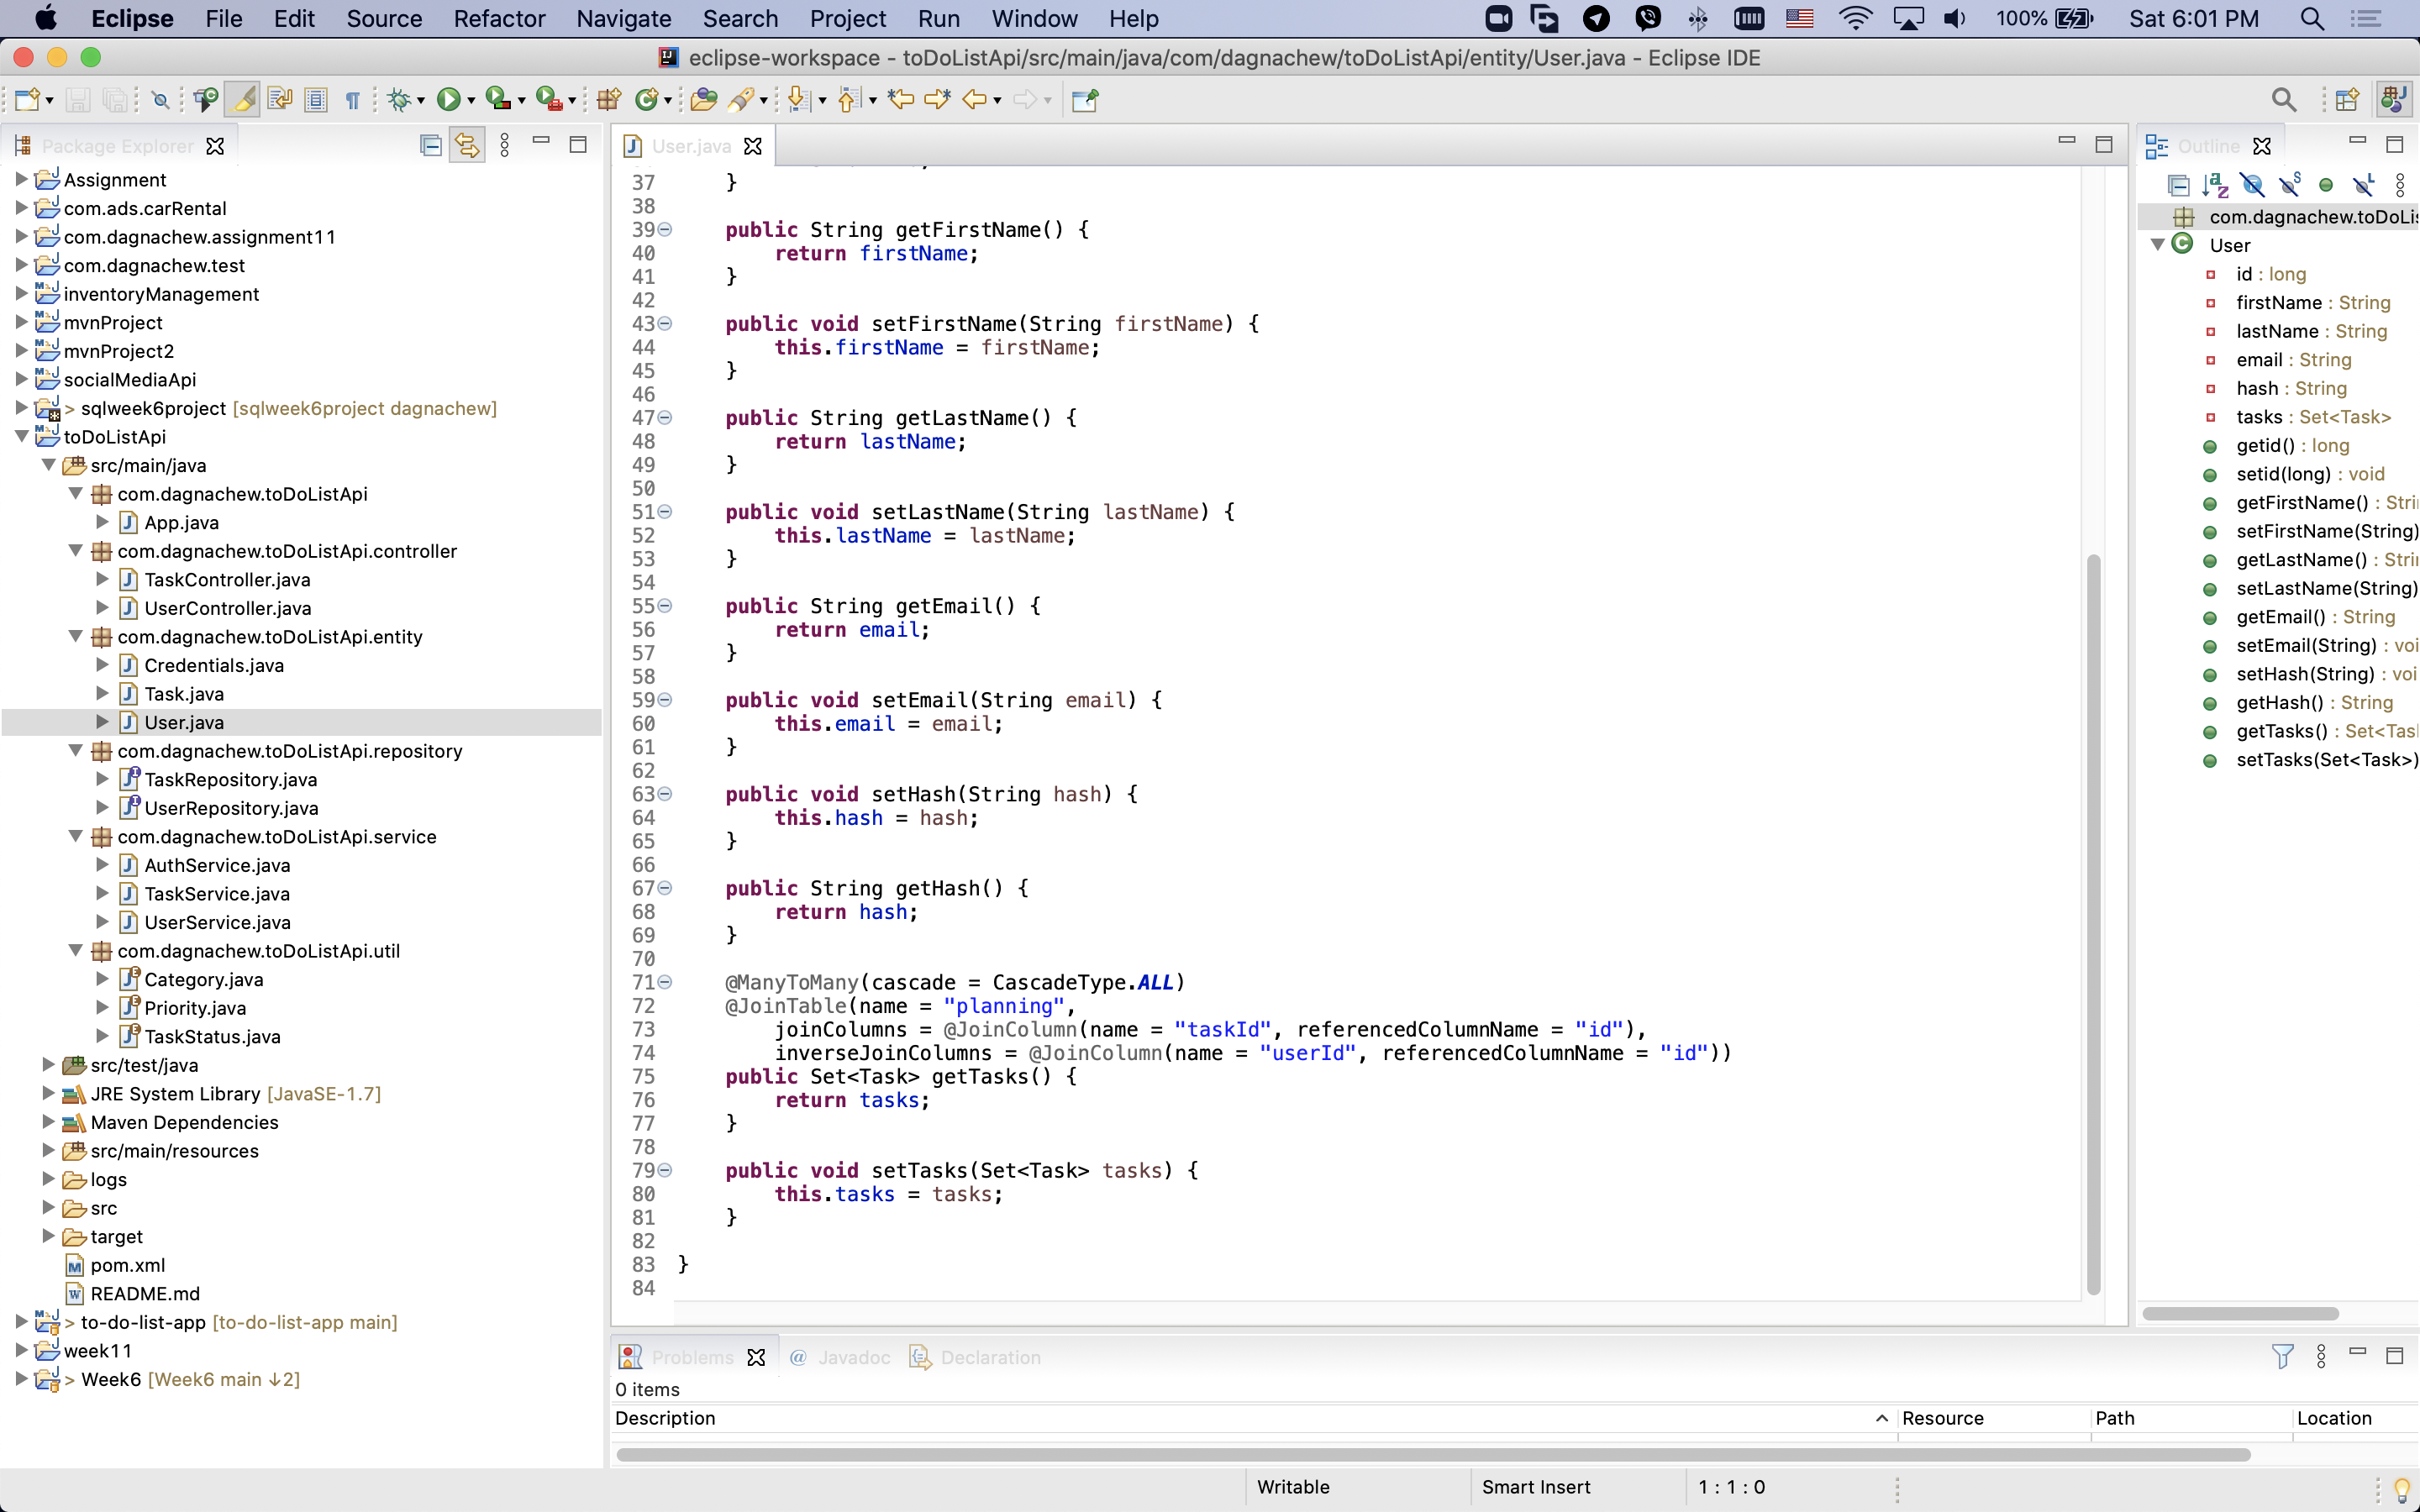 Eclipse File Edit Source Refactor Navigate Search Project Run Window Help 100% Sat 6:01 PM
eclipse-workspace - toDoListApi/src/main/java/com/dagnachew/toDoListApi/entity/User.java - Eclipse IDE
Package Explorer
Assignment
com.ads.carRental
com.dagnachew.assignment11
com.dagnachew.test
inventoryManagement
mvnProject
mvnProject2
socialMediaApi
> sqlweek6project [sqlweek6project dagnachew]
toDoListApi
src/main/java
com.dagnachew.toDoListApi
App.java
com.dagnachew.toDoListApi.controller
TaskController.java
UserController.java
com.dagnachew.toDoListApi.entity
Credentials.java
Task.java
User.java
com.dagnachew.toDoListApi.repository
TaskRepository.java
UserRepository.java
com.dagnachew.toDoListApi.service
AuthService.java
TaskService.java
UserService.java
com.dagnachew.toDoListApi.util
Category.java
Priority.java
TaskStatus.java
src/test/java
JRE System Library [JavaSE-1.7]
Maven Dependencies
src/main/resources
logs
src
target
pom.xml
README.md
> to-do-list-app [to-do-list-app main]
week11
> Week6 [Week6 main ↓2]
User.java
37 }
38
39 public String getFirstName() {
40 return firstName;
41 }
42
43 public void setFirstName(String firstName) {
44 this.firstName = firstName;
45 }
46
47 public String getLastName() {
48 return lastName;
49 }
50
51 public void setLastName(String lastName) {
52 this.lastName = lastName;
53 }
54
55 public String getEmail() {
56 return email;
57 }
58
59 public void setEmail(String email) {
60 this.email = email;
61 }
62
63 public void setHash(String hash) {
64 this.hash = hash;
65 }
66
67 public String getHash() {
68 return hash;
69 }
70
71 @ManyToMany(cascade = CascadeType.ALL)
72 @JoinTable(name = "planning",
73 joinColumns = @JoinColumn(name = "taskId", referencedColumnName = "id"),
74 inverseJoinColumns = @JoinColumn(name = "userId", referencedColumnName = "id"))
75 public Set<Task> getTasks() {
76 return tasks;
77 }
78
79 public void setTasks(Set<Task> tasks) {
80 this.tasks = tasks;
81 }
82
83 }
84
Outline
com.dagnachew.toDoLis
User
id : long
firstName : String
lastName : String
email : String
hash : String
tasks : Set<Task>
getid() : long
setid(long) : void
getFirstName() : Stri
setFirstName(String)
getLastName() : Stri
setLastName(String)
getEmail() : String
setEmail(String) : voi
setHash(String) : voi
getHash() : String
getTasks() : Set<Tasl
setTasks(Set<Task>)
Problems Javadoc Declaration
0 items
Description Resource Path Location
Writable Smart Insert 1 : 1 : 0